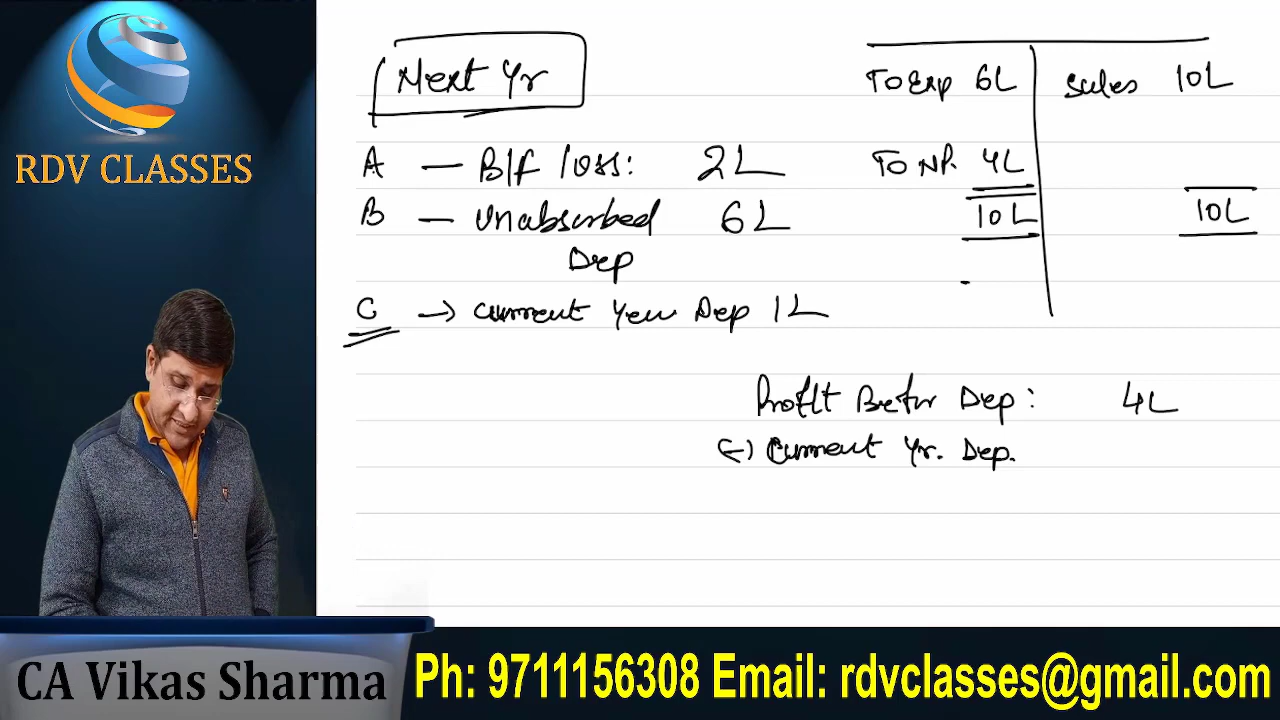 RDV CLASSES
Next Yr
A — B/f loss: 2L
B — Unabsorbed Dep 6L
C → Current year Dep 1L
To Exp 6L Sales 10L
To NP. 4L
10L 10L
Profit Before Dep: 4L
(-) Current Yr. Dep.
CA Vikas Sharma
Ph: 9711156308 Email: rdvclasses@gmail.com